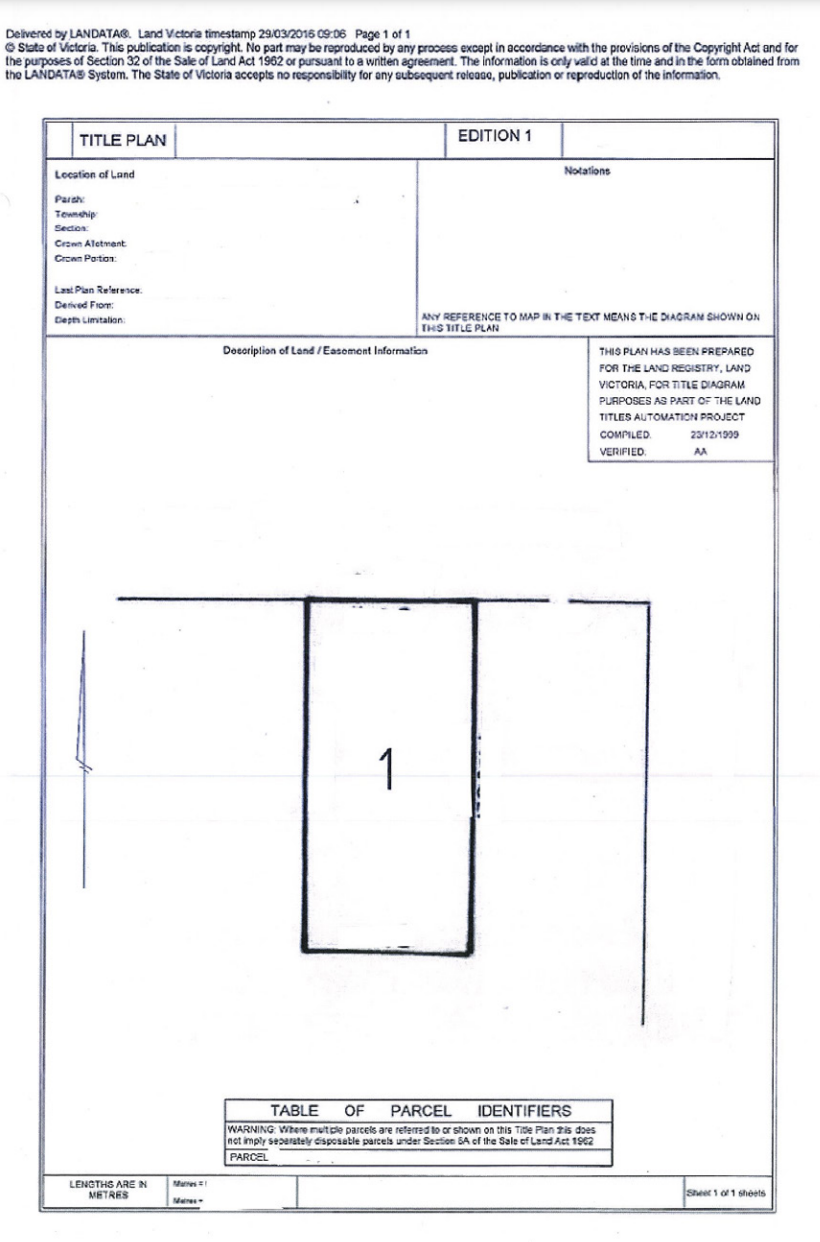 Delivered by LANDATA®. Land Victoria timestamp 29/03/2016 09:06 Page 1 of 1
© State of Victoria. This publication is copyright. No part may be reproduced by any process except in accordance with the provisions of the Copyright Act and for
the purposes of Section 32 of the Sale of Land Act 1962 or pursuant to a written agreement. The information is only valid at the time and in the form obtained from
the LANDATA® System. The State of Victoria accepts no responsibility for any subsequent release, publication or reproduction of the information.
TITLE PLAN
EDITION 1
Location of Land
Parish:
Township:
Section:
Crown Allotment:
Crown Portion:
Last Plan Reference:
Derived From:
Depth Limitation:
Notations
ANY REFERENCE TO MAP IN THE TEXT MEANS THE DIAGRAM SHOWN ON
THIS TITLE PLAN
Description of Land / Easement Information
THIS PLAN HAS BEEN PREPARED
FOR THE LAND REGISTRY, LAND
VICTORIA, FOR TITLE DIAGRAM
PURPOSES AS PART OF THE LAND
TITLES AUTOMATION PROJECT
COMPILED: 23/12/1999
VERIFIED: AA
1
TABLE OF PARCEL IDENTIFIERS
WARNING: Where multiple parcels are referred to or shown on this Title Plan this does
not imply separately disposable parcels under Section 8A of the Sale of Land Act 1962
PARCEL
LENGTHS ARE IN
METRES
Metres =
Metres =
Sheet 1 of 1 sheets